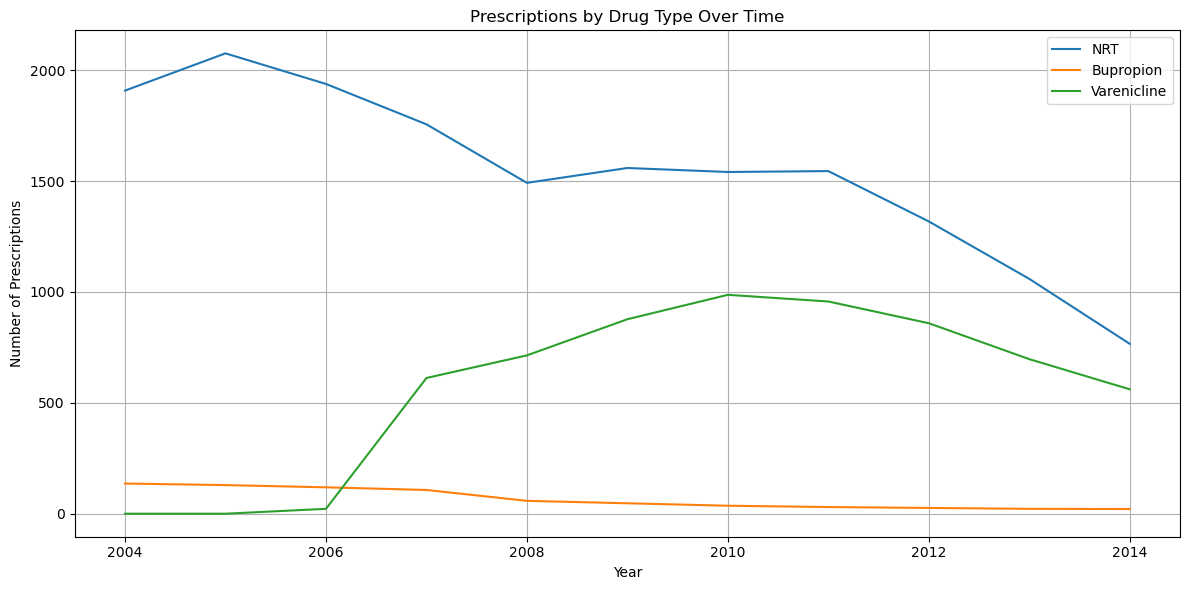 Prescriptions by Drug Type Over Time
NRT
Bupropion
Varenicline
Number of Prescriptions
2000
1500
1000
500
0
2004
2006
2008
2010
2012
2014
Year